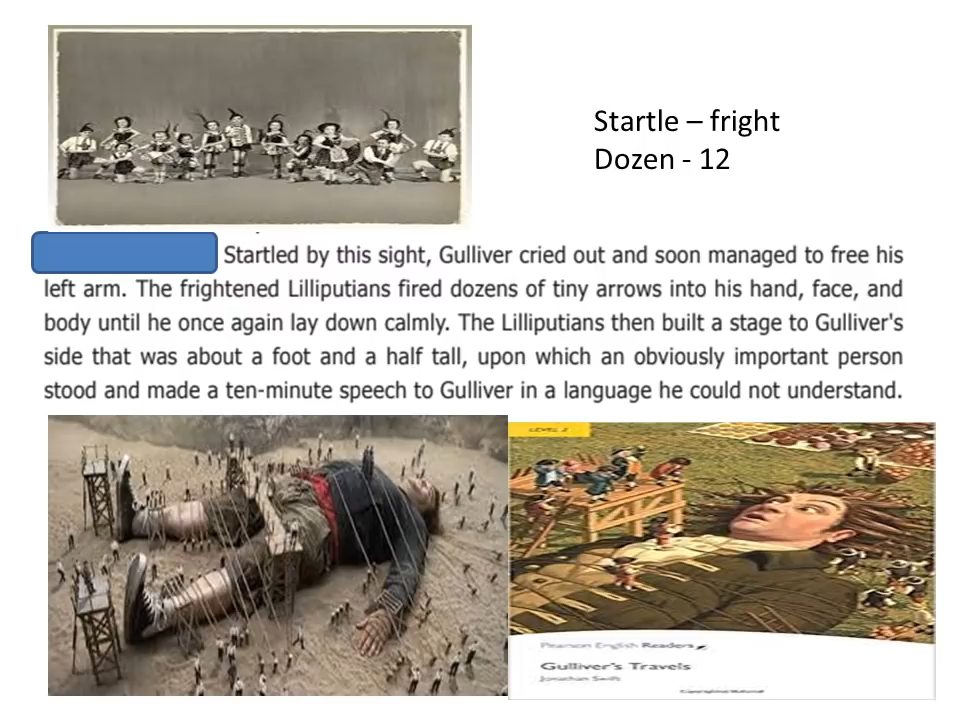 Startle – fright
Dozen - 12
Startled by this sight, Gulliver cried out and soon managed to free his
left arm. The frightened Lilliputians fired dozens of tiny arrows into his hand, face, and
body until he once again lay down calmly. The Lilliputians then built a stage to Gulliver's
side that was about a foot and a half tall, upon which an obviously important person
stood and made a ten-minute speech to Gulliver in a language he could not understand.
LEVEL 2
Pearson English Readers
Gulliver's Travels
Jonathan Swift
Copyrighted Material